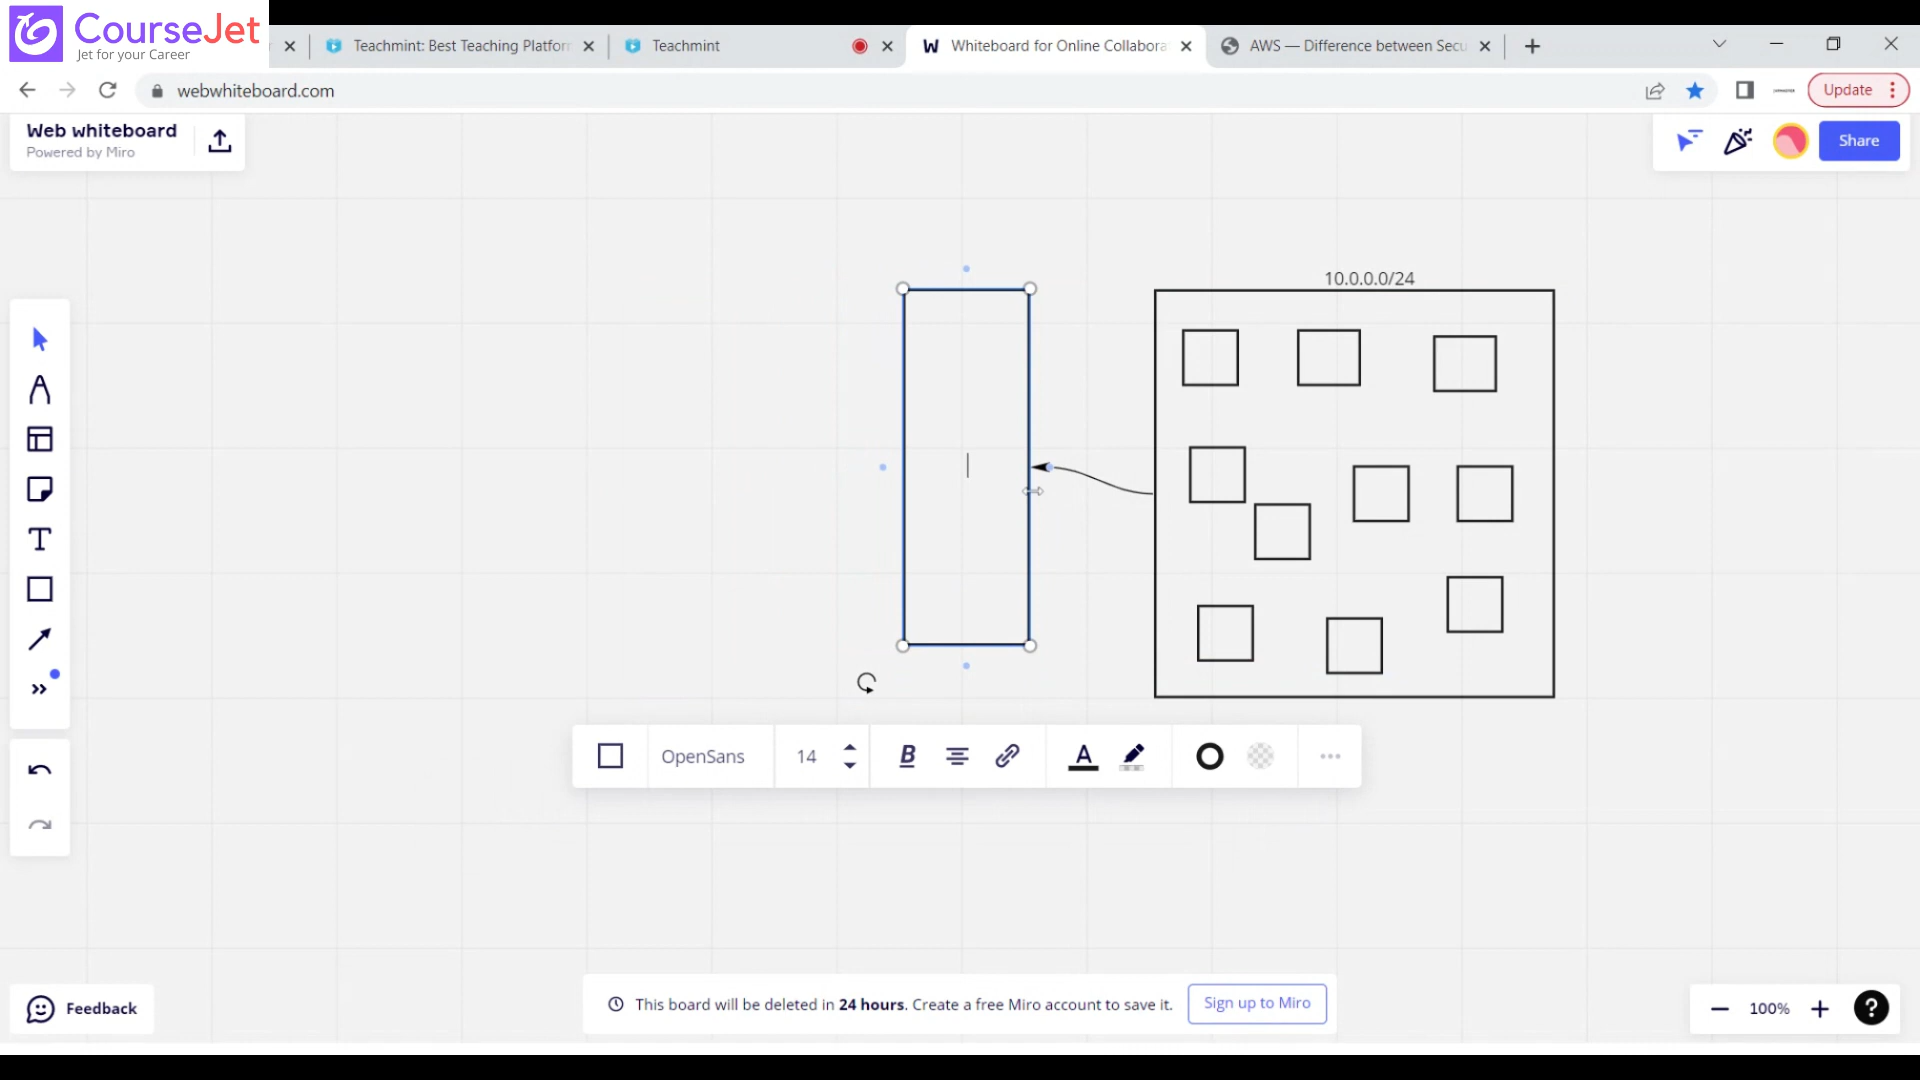 CourseJet
Jet for your Career
Teachmint: Best Teaching Platfor
Teachmint
W Whiteboard for Online Collabora
AWS — Difference between Secu
webwhiteboard.com
Update
Web whiteboard
Powered by Miro
Share
10.0.0.0/24
OpenSans
14
B
A
This board will be deleted in 24 hours. Create a free Miro account to save it.
Sign up to Miro
Feedback
100%